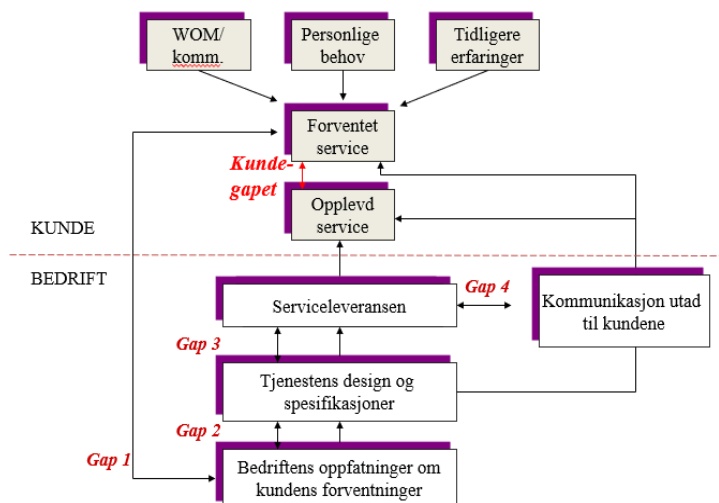 WOM/
komm.
Personlige
behov
Tidligere
erfaringer
Forventet
service
Kunde-
gapet
Opplevd
service
KUNDE
BEDRIFT
Serviceleveransen
Gap 4
Kommunikasjon utad
til kundene
Gap 3
Tjenestens design og
spesifikasjoner
Gap 2
Gap 1
Bedriftens oppfatninger om
kundens forventninger